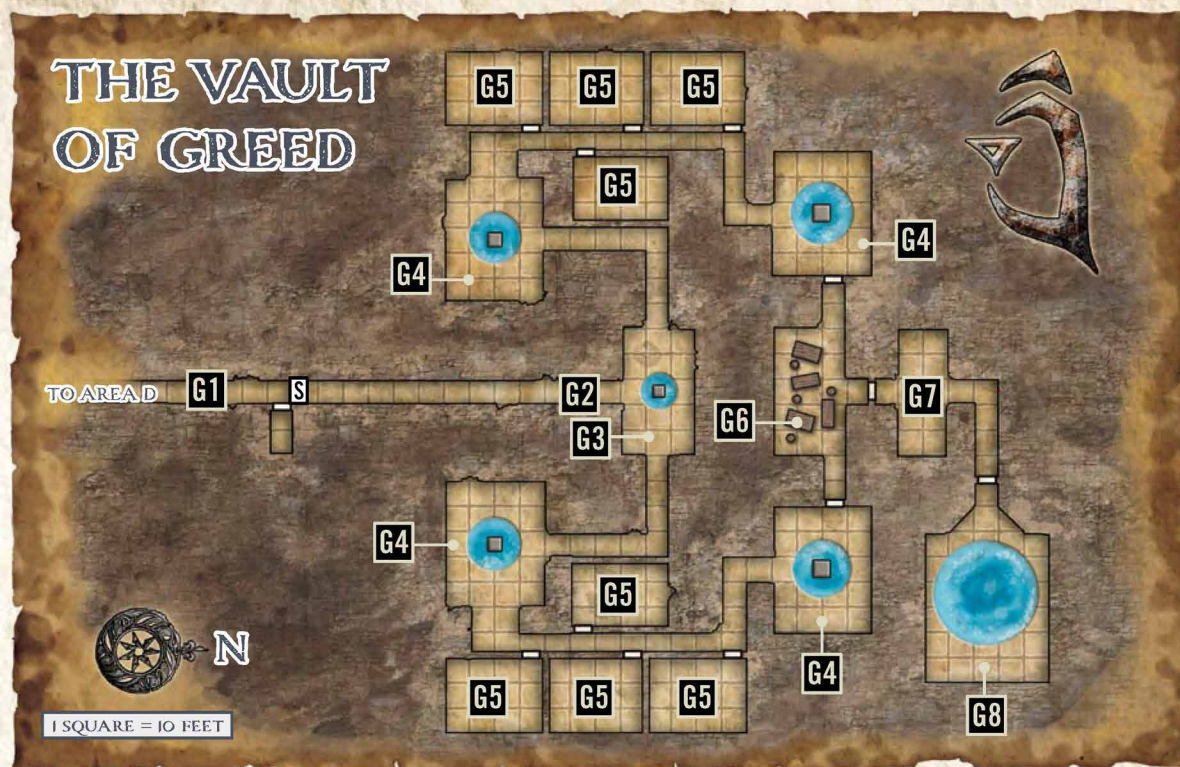 THE VAULT
OF GREED
G5 G5 G5
G5
G4
G4
TO AREA D
G1
S
G2
G3
G6
G7
G4
G5
G4
G5 G5 G5
G8
N
1 SQUARE = 10 FEET